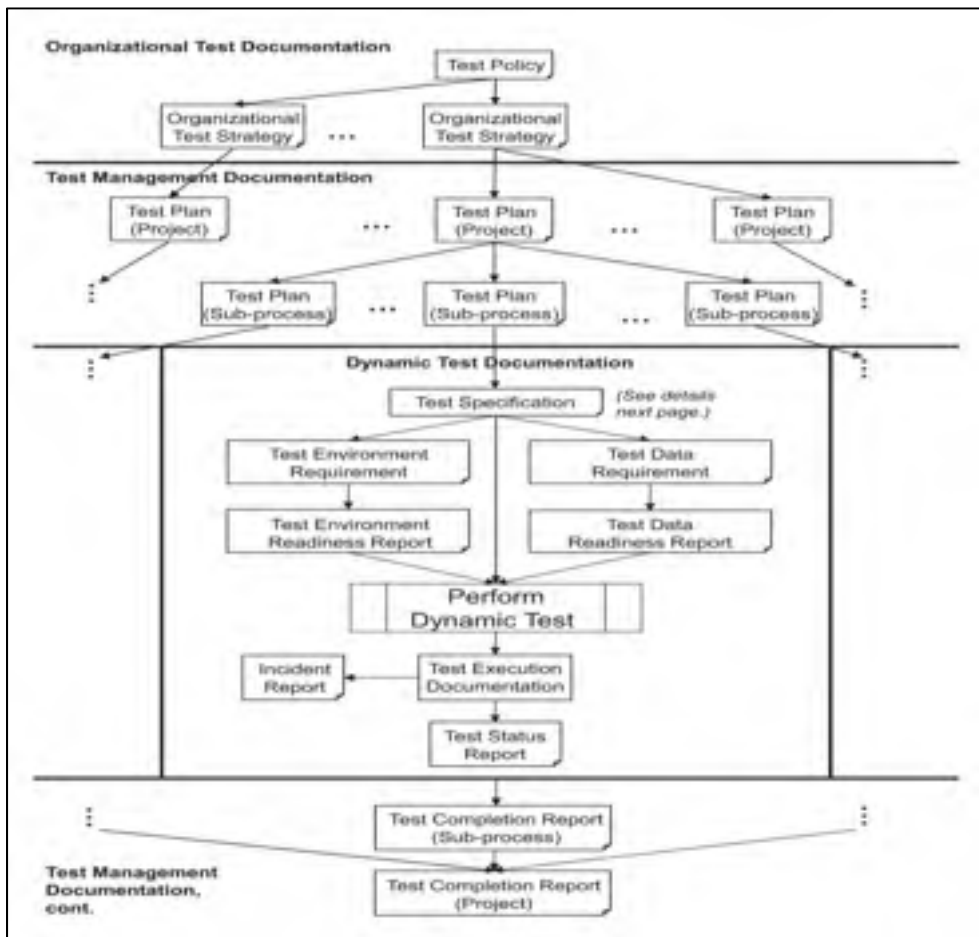 Organizational Test Documentation
Test Policy
Organizational
Test Strategy
...
Organizational
Test Strategy
Test Management Documentation
Test Plan
(Project)
...
Test Plan
(Project)
...
Test Plan
(Project)
...
Test Plan
(Sub-process)
...
Test Plan
(Sub-process)
...
Test Plan
(Sub-process)
...
...
Dynamic Test Documentation
...
Test Specification
(See details
next page.)
Test Environment
Requirement
Test Data
Requirement
Test Environment
Readiness Report
Test Data
Readiness Report
Perform
Dynamic Test
Incident
Report
Test Execution
Documentation
Test Status
Report
...
Test Completion Report
(Sub-process)
...
Test Management
Documentation,
cont.
Test Completion Report
(Project)